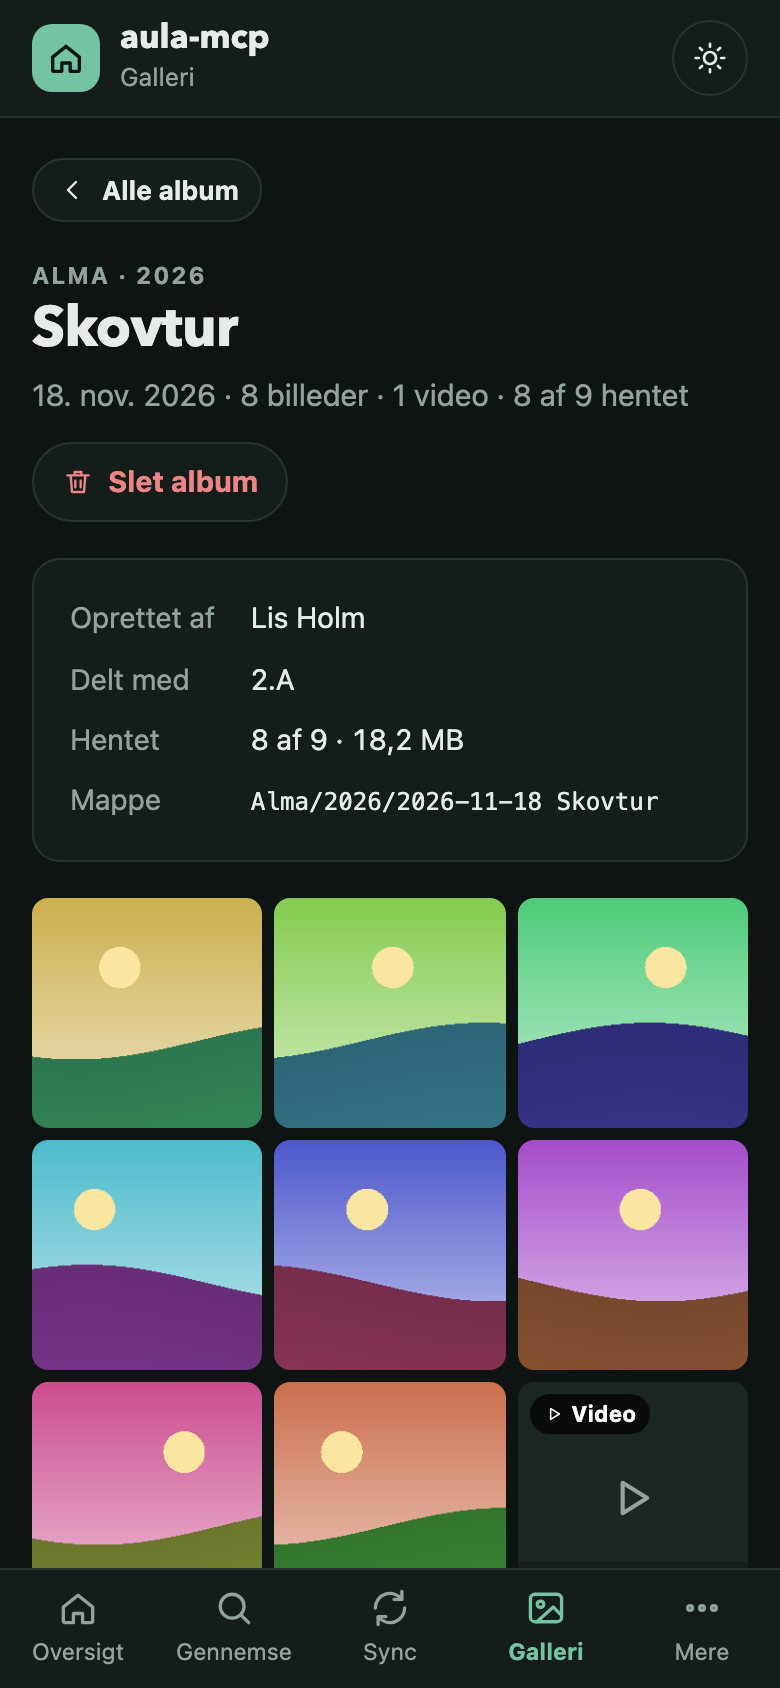 aula-mcp
Galleri
Alle album
ALMA · 2026
Skovtur
18. nov. 2026 · 8 billeder · 1 video · 8 af 9 hentet
Slet album
Oprettet af Lis Holm
Delt med 2.A
Hentet 8 af 9 · 18,2 MB
Mappe Alma/2026/2026-11-18 Skovtur
Video
Oversigt Gennemse Sync Galleri Mere